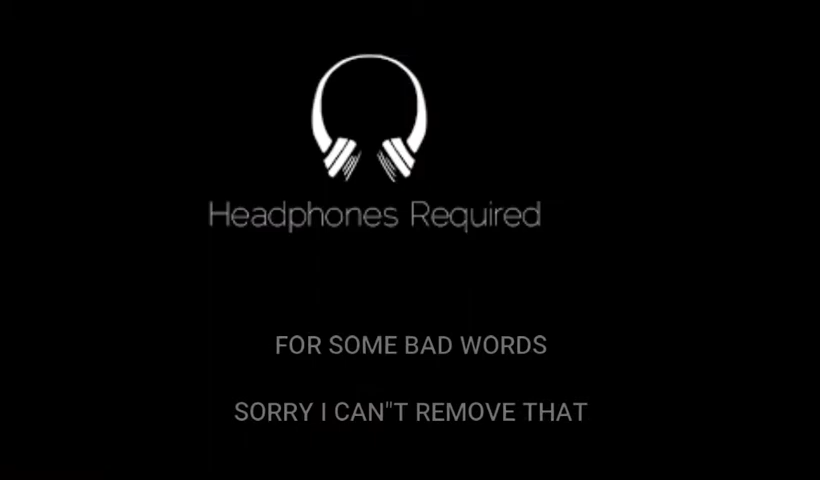 Headphones Required
FOR SOME BAD WORDS
SORRY I CAN"T REMOVE THAT